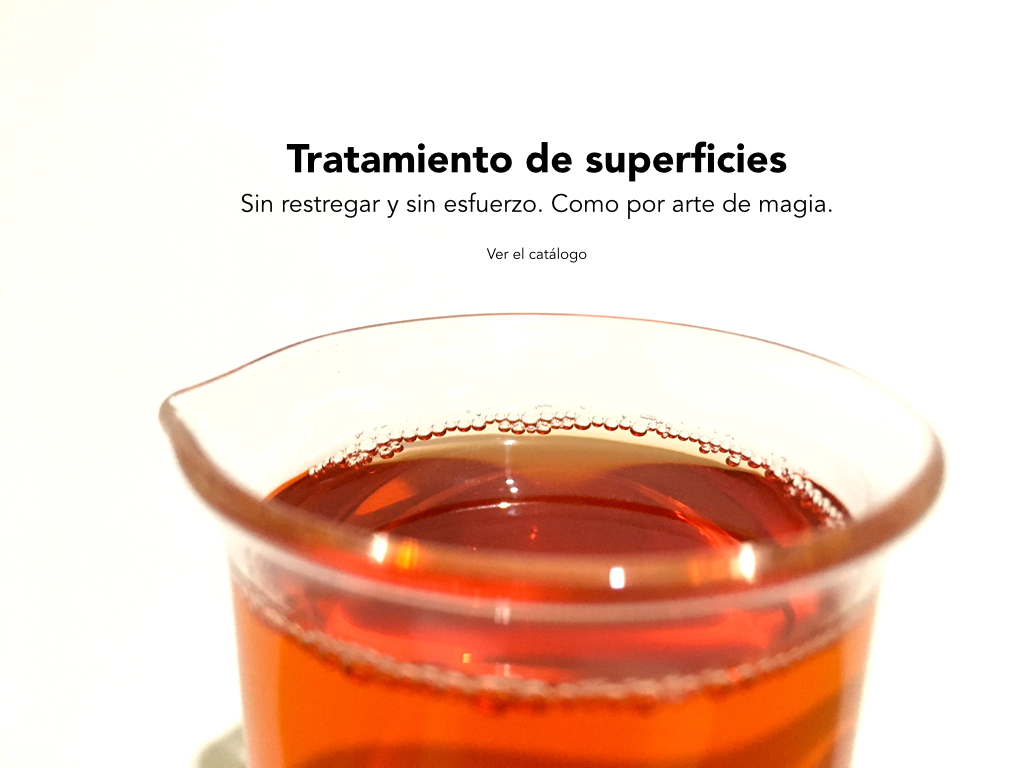 Tratamiento de superficies
Sin restregar y sin esfuerzo. Como por arte de magia.
Ver el catálogo